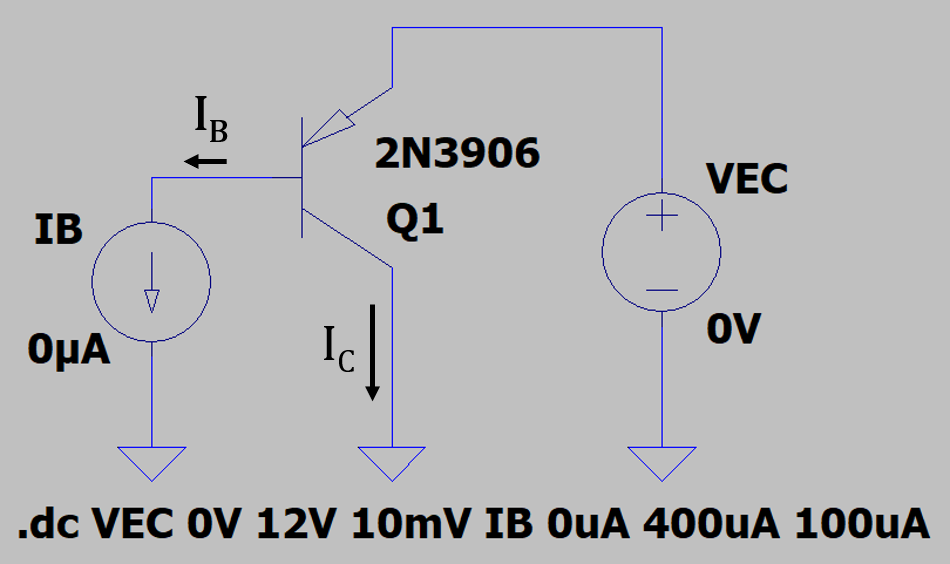 I_B
2N3906
VEC
IB
Q1
0µA
I_C
0V
.dc VEC 0V 12V 10mV IB 0uA 400uA 100uA